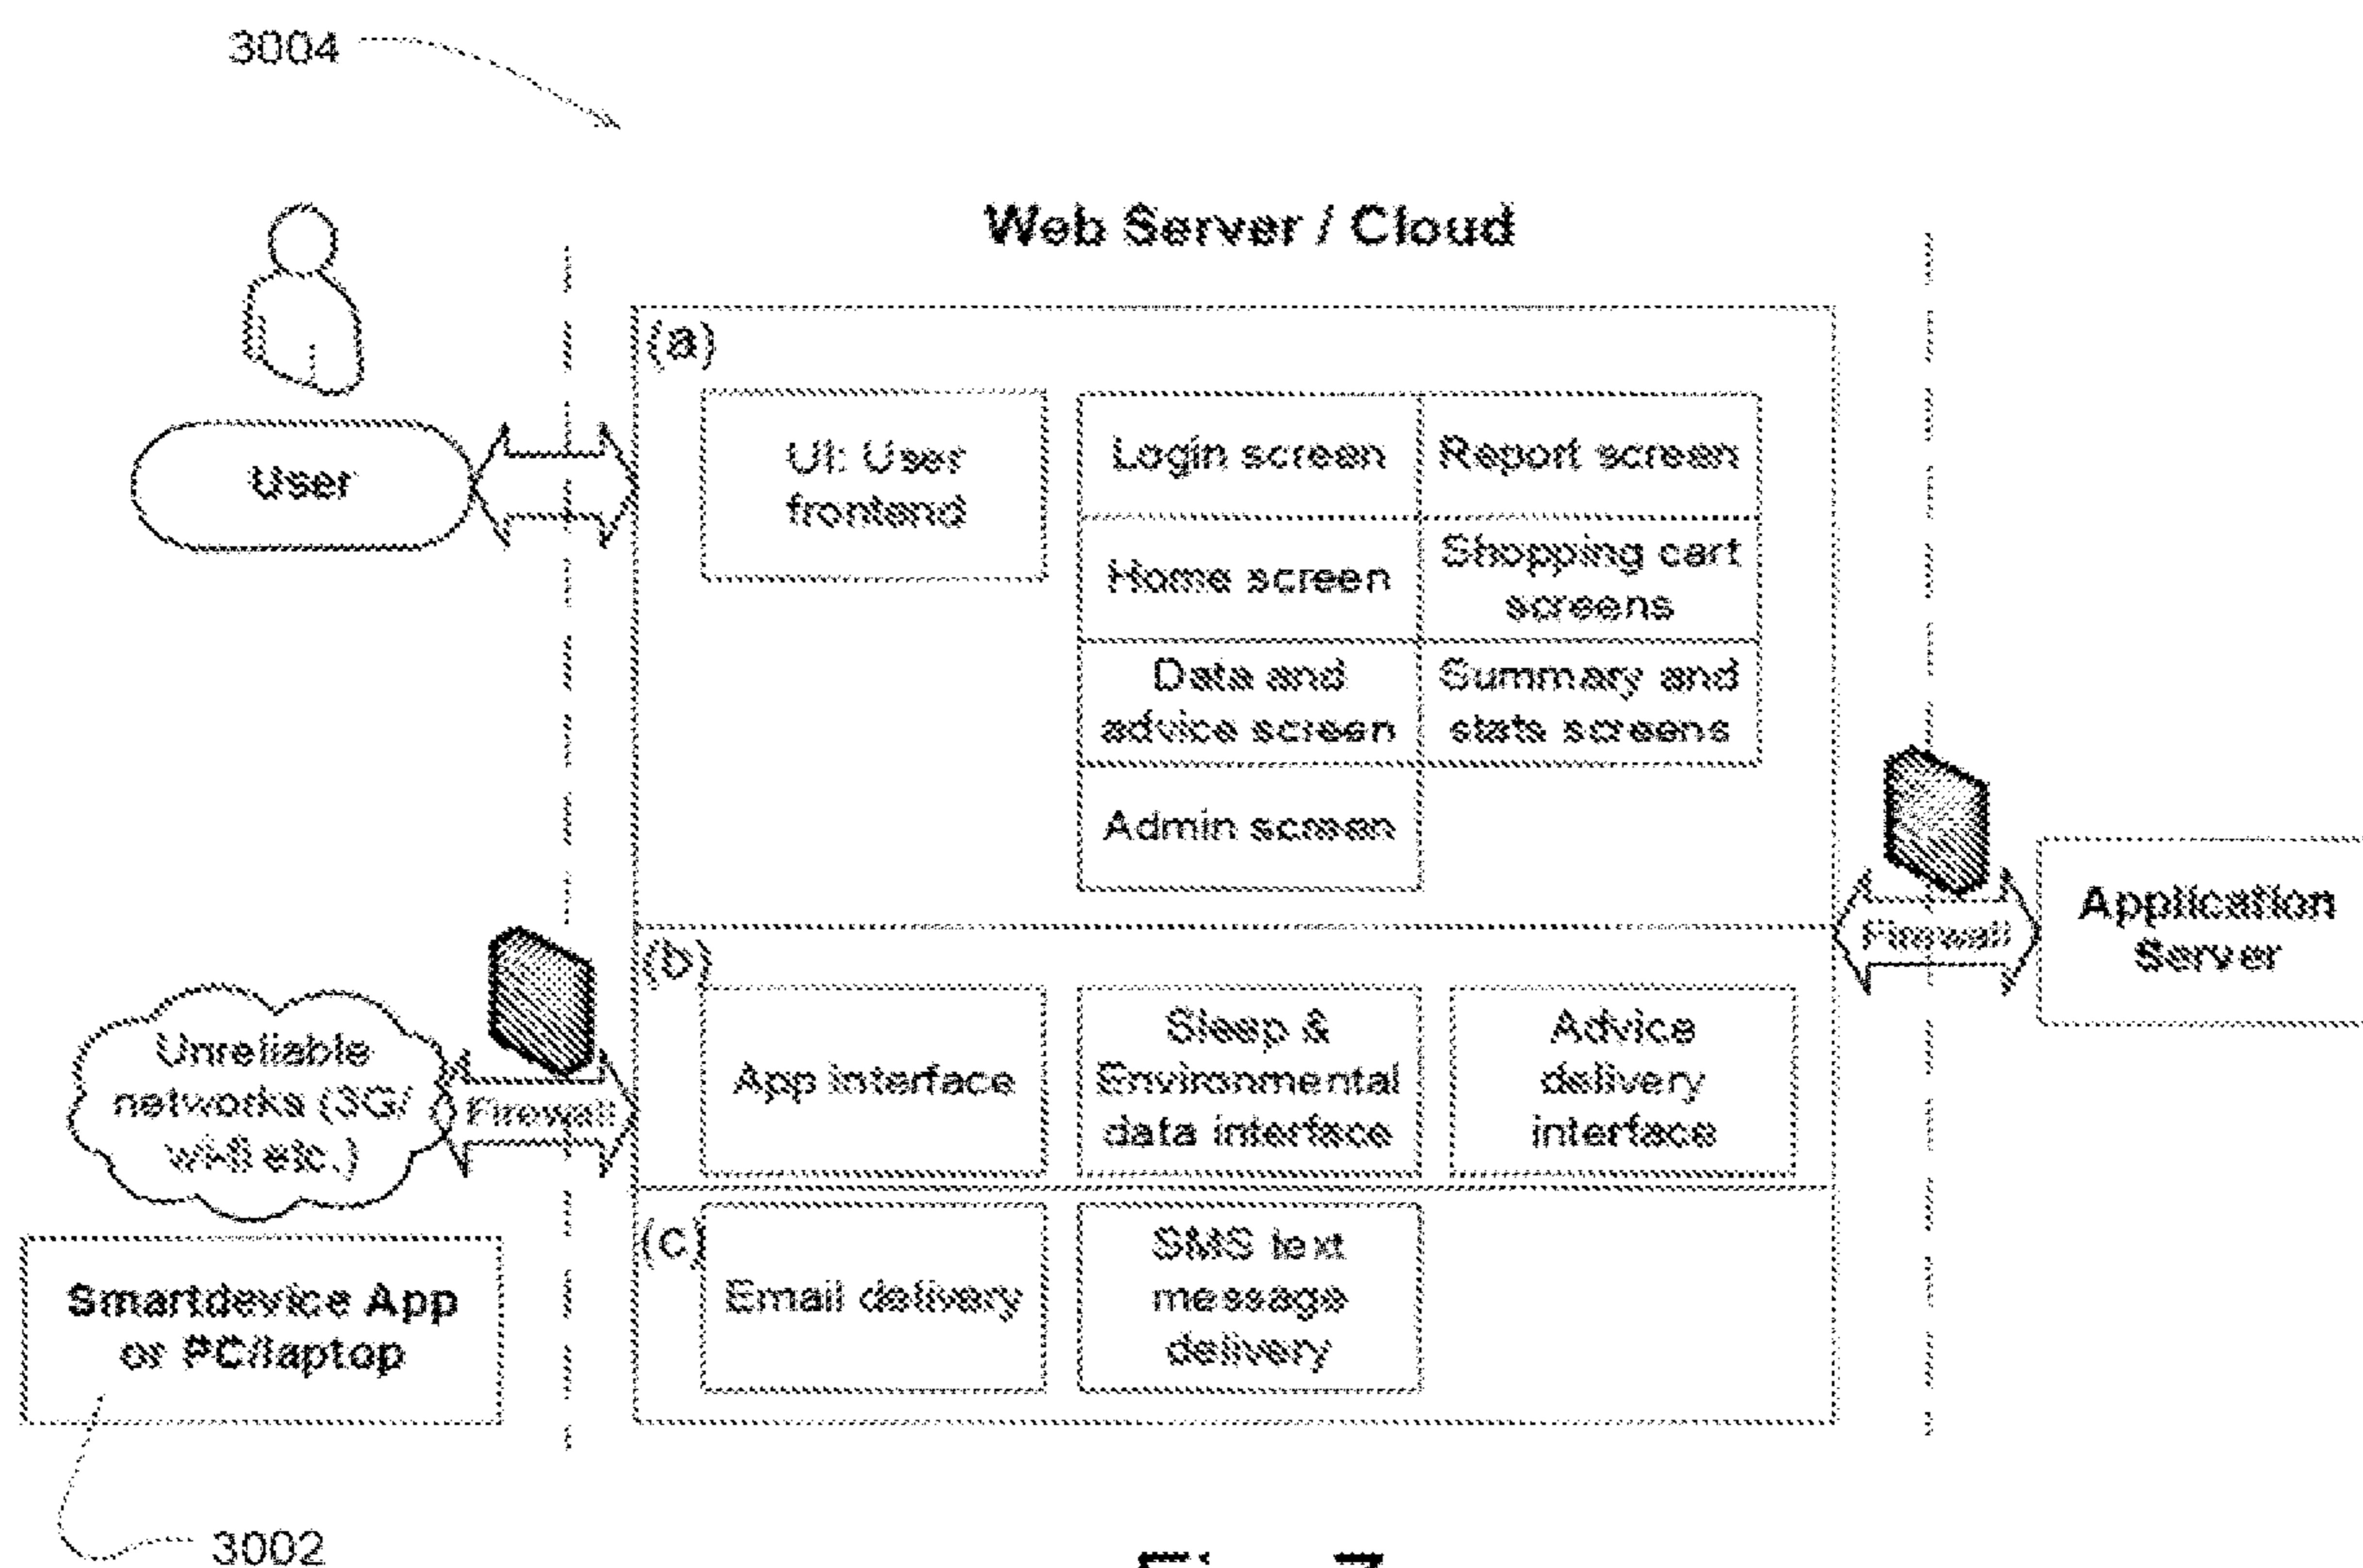 3004
Web Server / Cloud
(a)
User
UI: User
frontend
Login screen
Report screen
Home screen
Shopping cart
screens
Data and
advice screen
Summary and
stats screens
Admin screen
Firewall
Application
Server
(b)
Unreliable
networks (3G/
wi-fi etc.)
Firewall
App interface
Sleep &
Environmental
data interface
Advice
delivery
interface
(c)
Email delivery
SMS text
message
delivery
Smartdevice App
or PC/laptop
3002